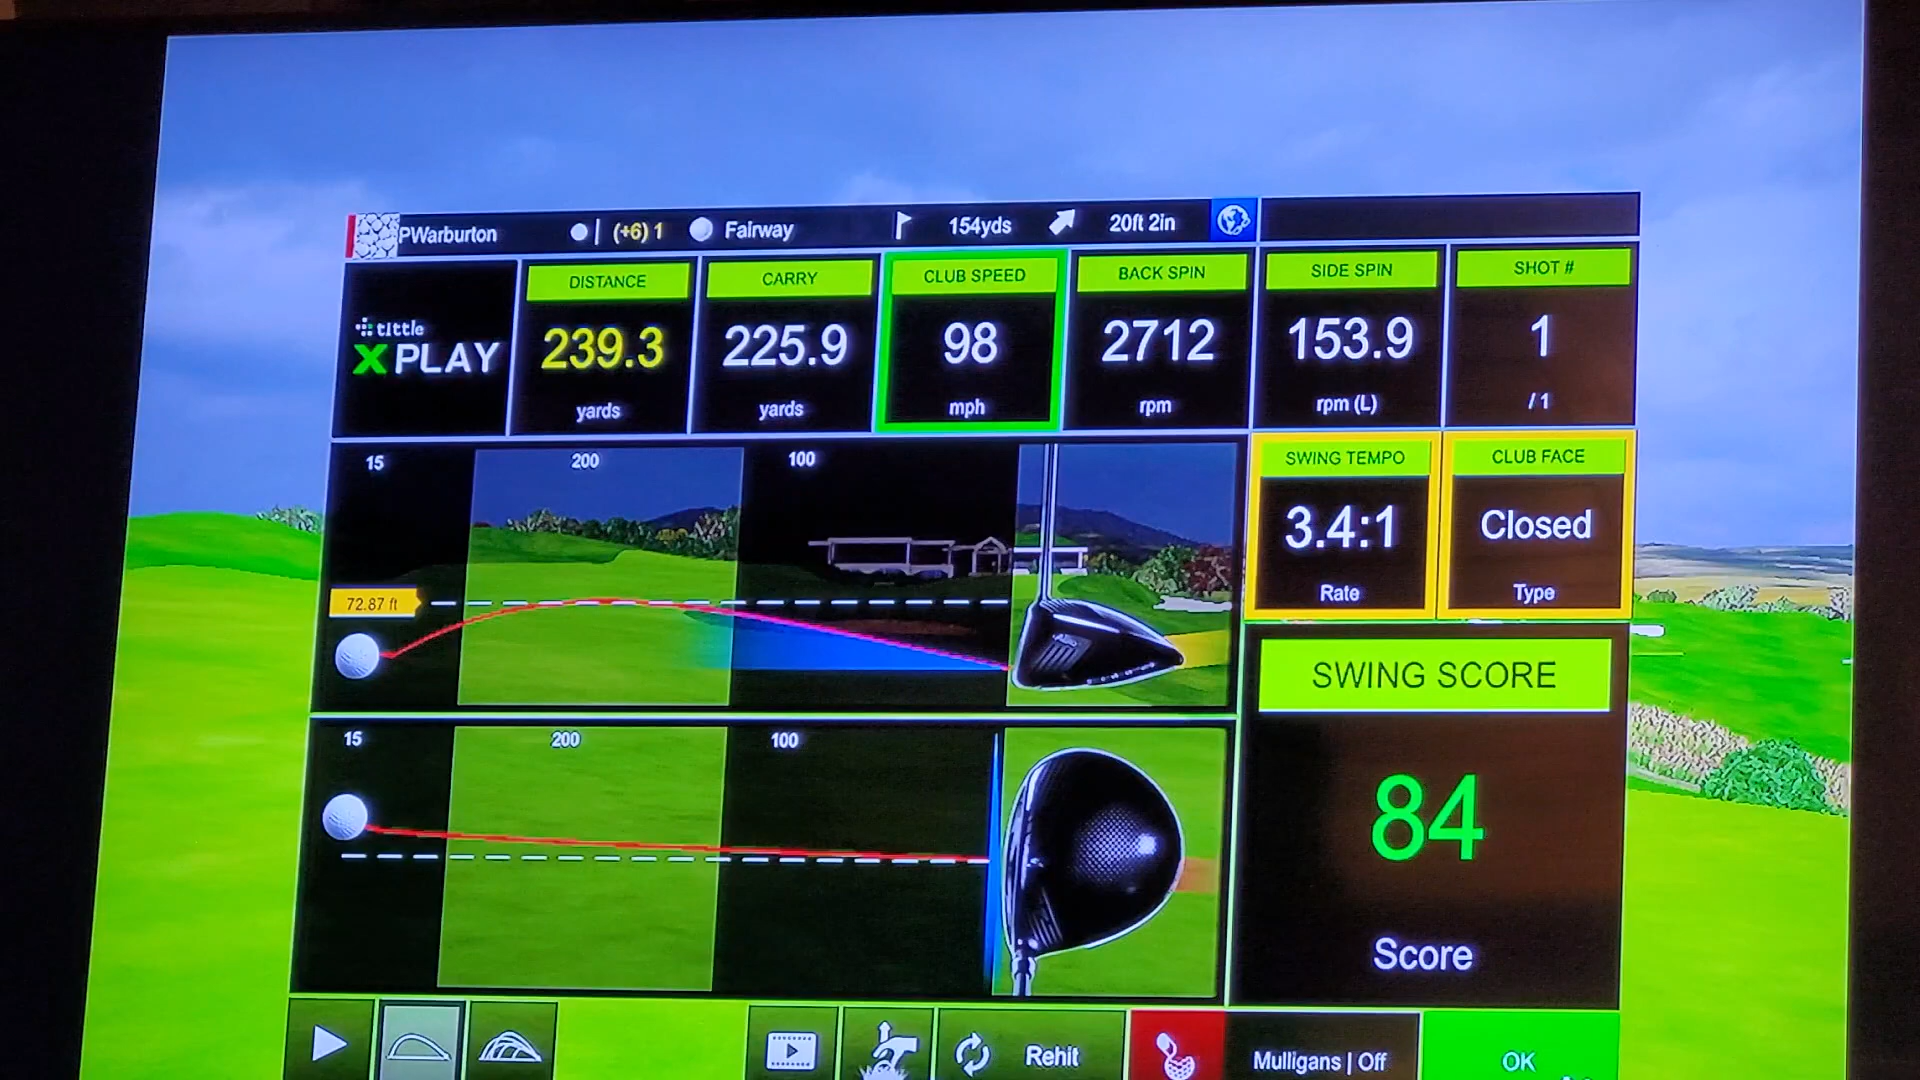 PWarburton | (+6) 1 Fairway 154yds 20ft 2in
tittle
X PLAY
DISTANCE
239.3
yards
CARRY
225.9
yards
CLUB SPEED
98
mph
BACK SPIN
2712
rpm
SIDE SPIN
153.9
rpm (L)
SHOT #
1
/ 1
15 200 100
72.87 ft
SWING TEMPO
3.4:1
Rate
CLUB FACE
Closed
Type
15 200 100
SWING SCORE
84
Score
Rehit
Mulligans | Off
OK